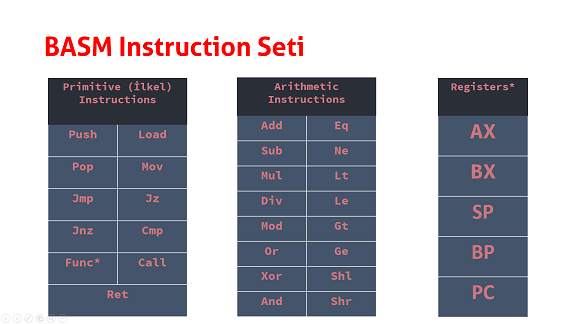 BASM Instruction Seti
Primitive (İlkel)
Instructions
Push Load
Pop Mov
Jmp Jz
Jnz Cmp
Func* Call
Ret
Arithmetic
Instructions
Add Eq
Sub Ne
Mul Lt
Div Le
Mod Gt
Or Ge
Xor Shl
And Shr
Registers*
AX
BX
SP
BP
PC